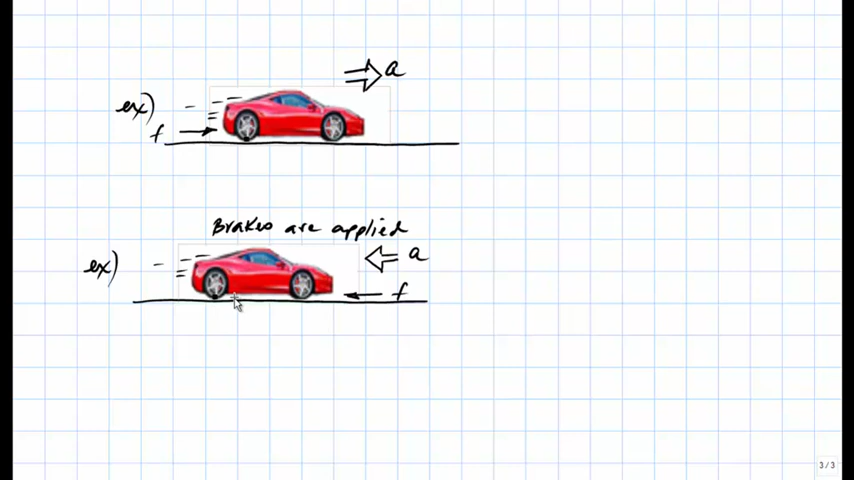 a
ex)
f
Brakes are applied
a
ex)
f
3/3